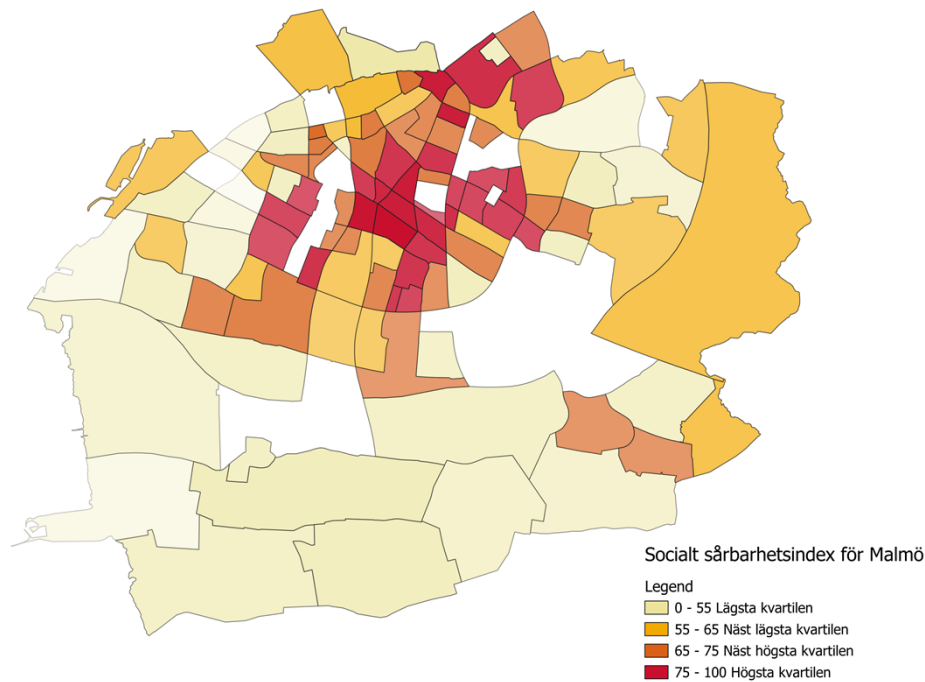 Socialt sårbarhetsindex för Malmö
Legend
0 - 55 Lägsta kvartilen
55 - 65 Näst lägsta kvartilen
65 - 75 Näst högsta kvartilen
75 - 100 Högsta kvartilen